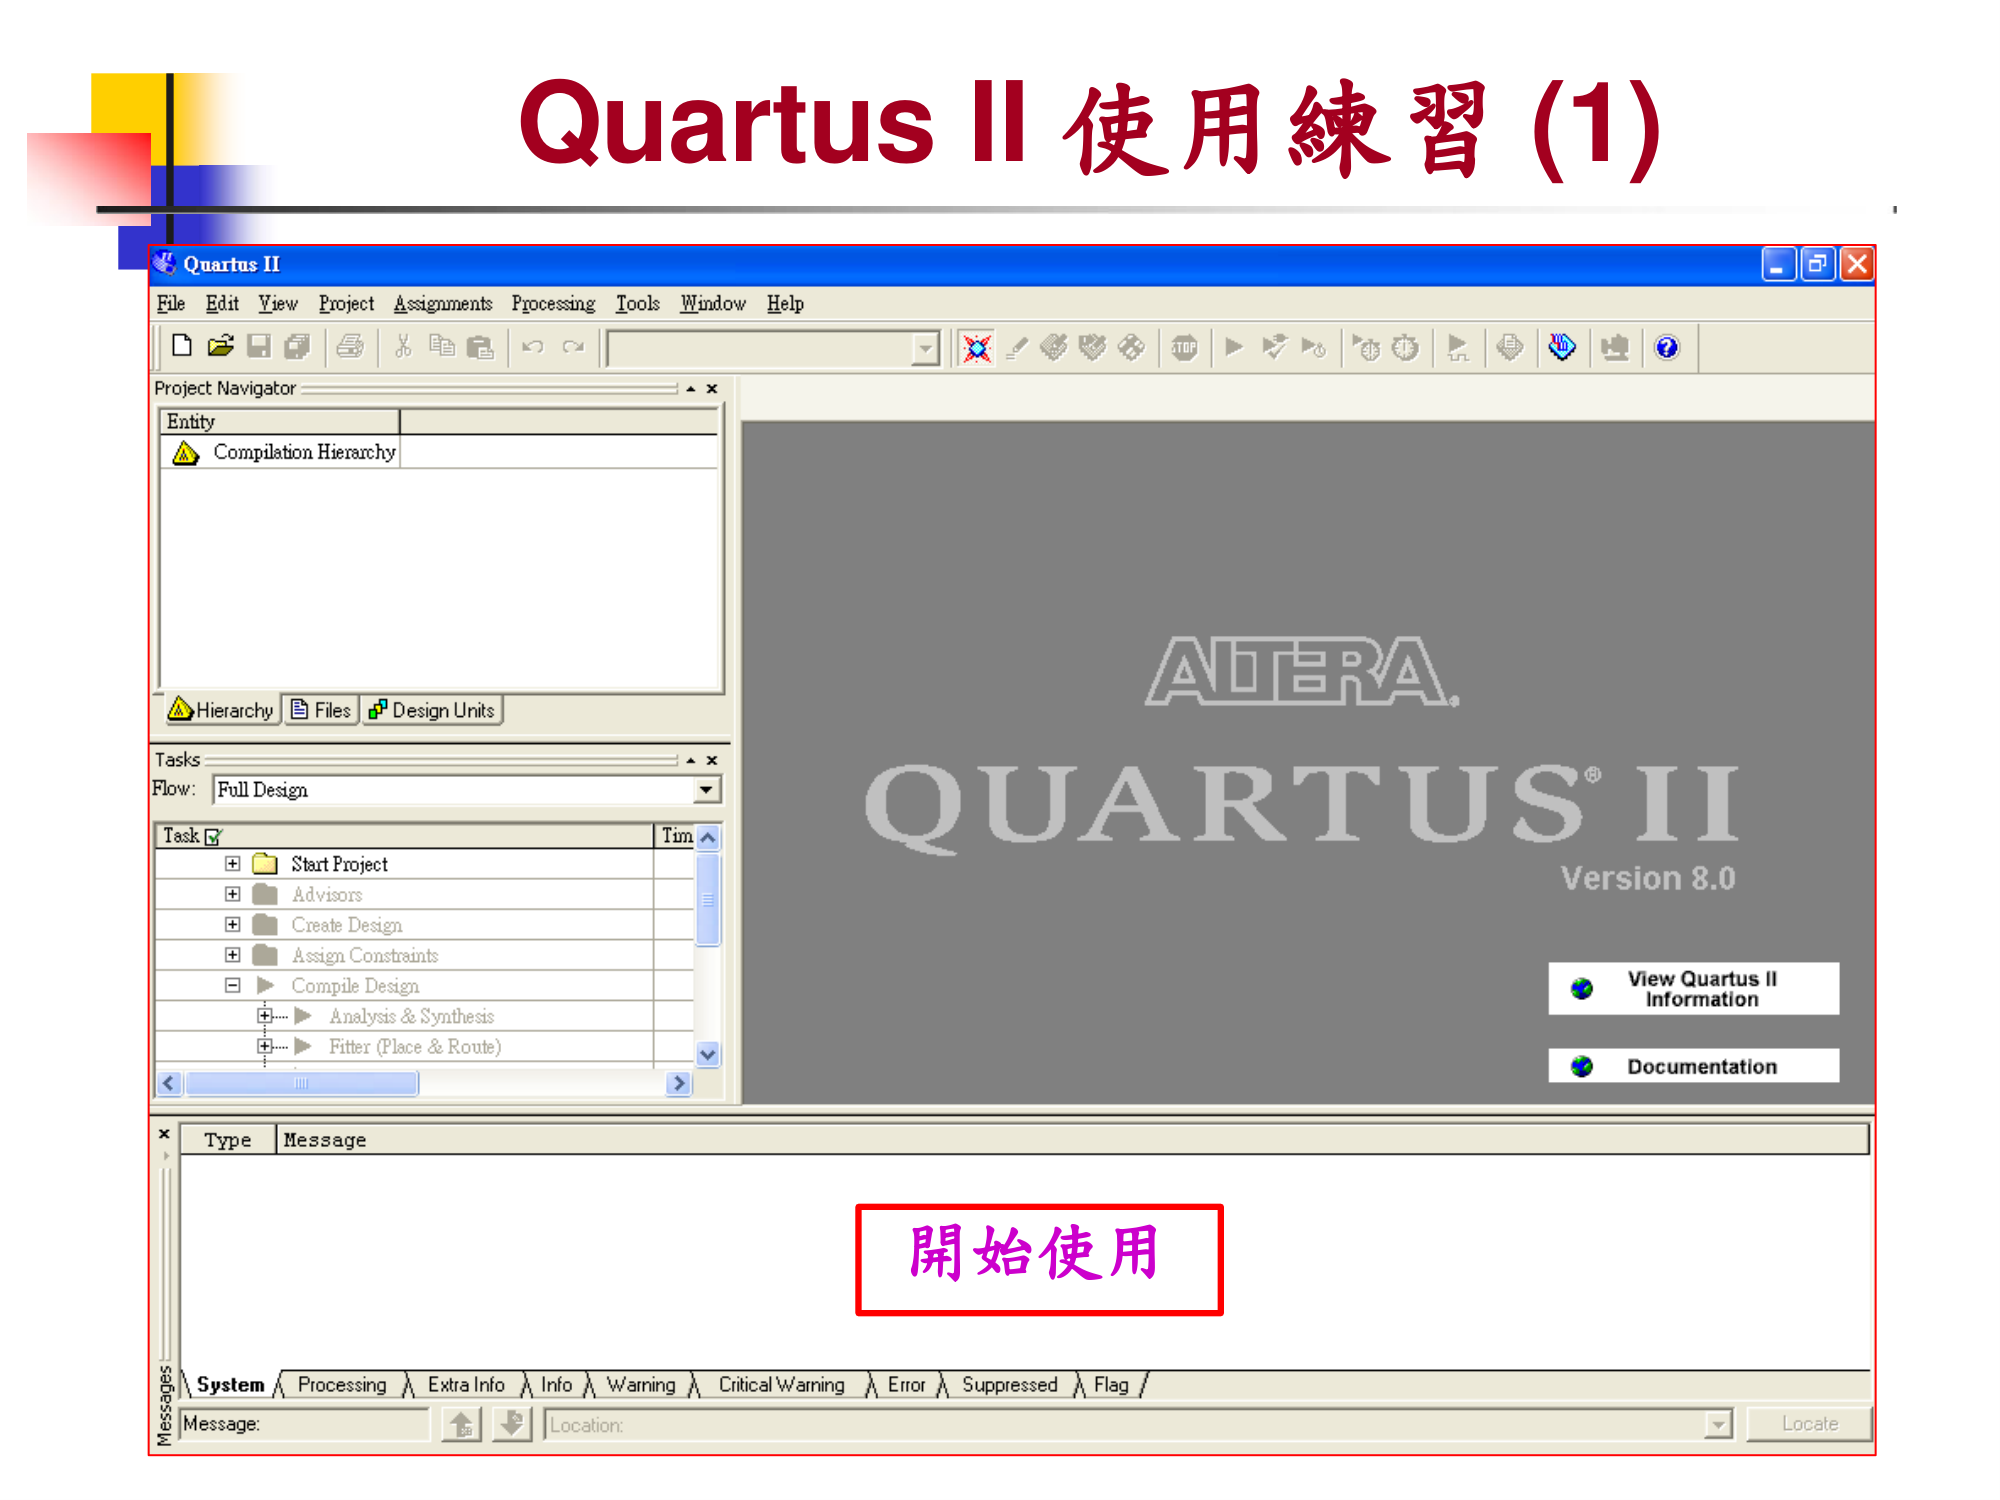 Quartus II 使用練習 (1)
Quartus II
File Edit View Project Assignments Processing Tools Window Help
STOP
Project Navigator
Entity
Compilation Hierarchy
Hierarchy Files Design Units
Tasks
Flow: Full Design
Task Tim
Start Project
Advisors
Create Design
Assign Constraints
Compile Design
Analysis & Synthesis
Fitter (Place & Route)
ALTERA®
QUARTUS® II
Version 8.0
View Quartus II
Information
Documentation
Type Message
開始使用
Messages
System Processing Extra Info Info Warning Critical Warning Error Suppressed Flag
Message: Location: Locate